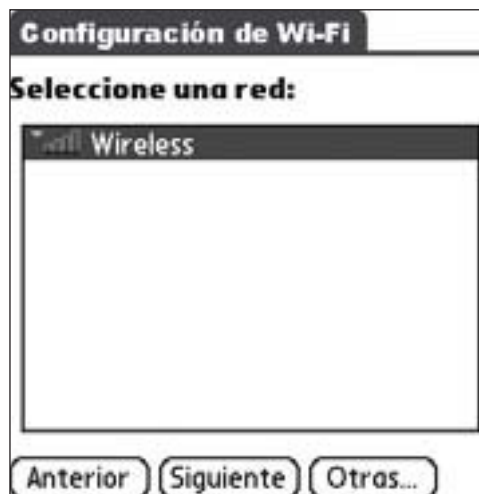 Configuración de Wi-Fi
Seleccione una red:
Wireless
Anterior Siguiente Otras...